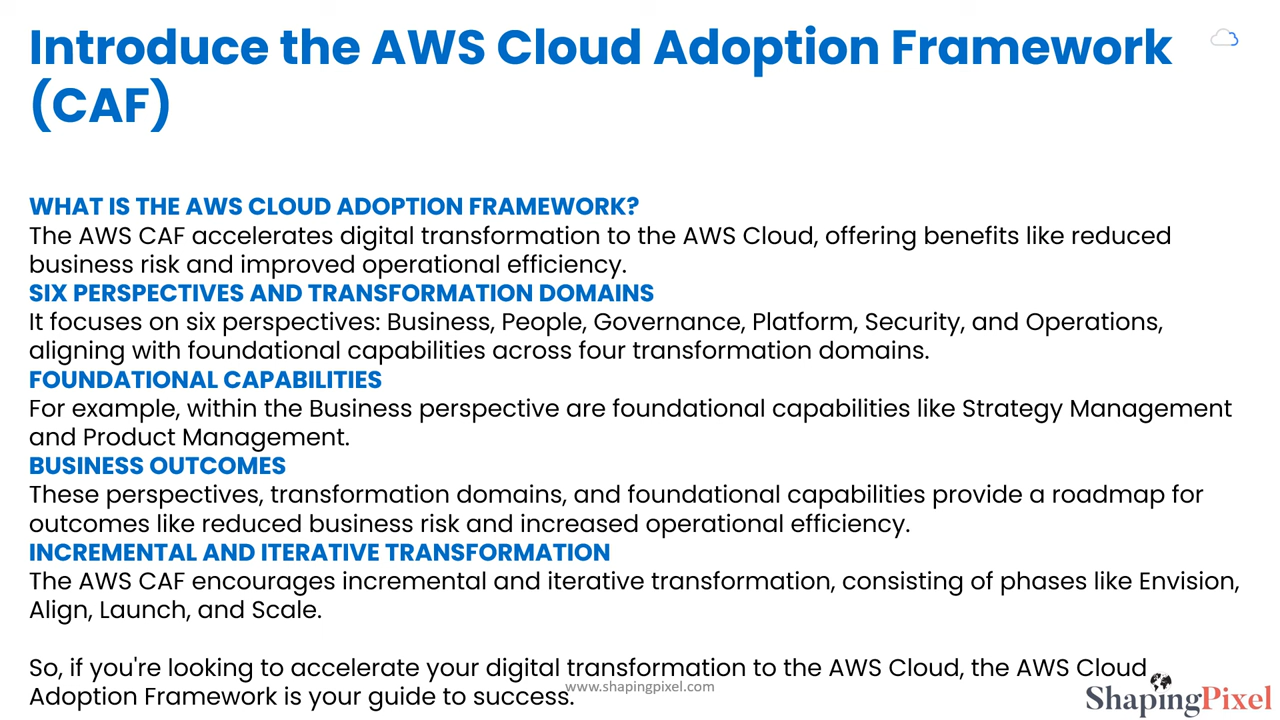 Introduce the AWS Cloud Adoption Framework
(CAF)
WHAT IS THE AWS CLOUD ADOPTION FRAMEWORK?
The AWS CAF accelerates digital transformation to the AWS Cloud, offering benefits like reduced
business risk and improved operational efficiency.
SIX PERSPECTIVES AND TRANSFORMATION DOMAINS
It focuses on six perspectives: Business, People, Governance, Platform, Security, and Operations,
aligning with foundational capabilities across four transformation domains.
FOUNDATIONAL CAPABILITIES
For example, within the Business perspective are foundational capabilities like Strategy Management
and Product Management.
BUSINESS OUTCOMES
These perspectives, transformation domains, and foundational capabilities provide a roadmap for
outcomes like reduced business risk and increased operational efficiency.
INCREMENTAL AND ITERATIVE TRANSFORMATION
The AWS CAF encourages incremental and iterative transformation, consisting of phases like Envision,
Align, Launch, and Scale.
So, if you're looking to accelerate your digital transformation to the AWS Cloud, the AWS Cloud
Adoption Framework is your guide to success.
www.shapingpixel.com
ShapingPixel